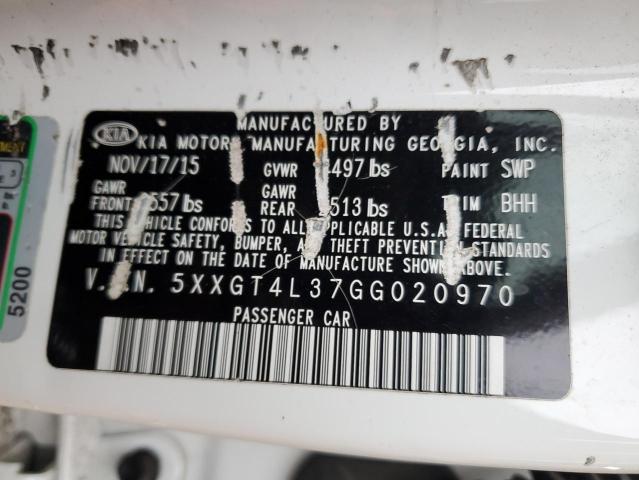 KIA
MANUFACTURED BY
KIA MOTORS MANUFACTURING GEORGIA, INC.
NOV/17/15 GVWR 497 lbs PAINT SWP
GAWR FRONT 557 lbs GAWR REAR 513 lbs TRIM BHH
THIS VEHICLE CONFORMS TO ALL APPLICABLE U.S.A. FEDERAL
MOTOR VEHICLE SAFETY, BUMPER, AND THEFT PREVENTION STANDARDS
IN EFFECT ON THE DATE OF MANUFACTURE SHOWN ABOVE.
V.I.N. 5XXGT4L37GG020970
PASSENGER CAR
5200